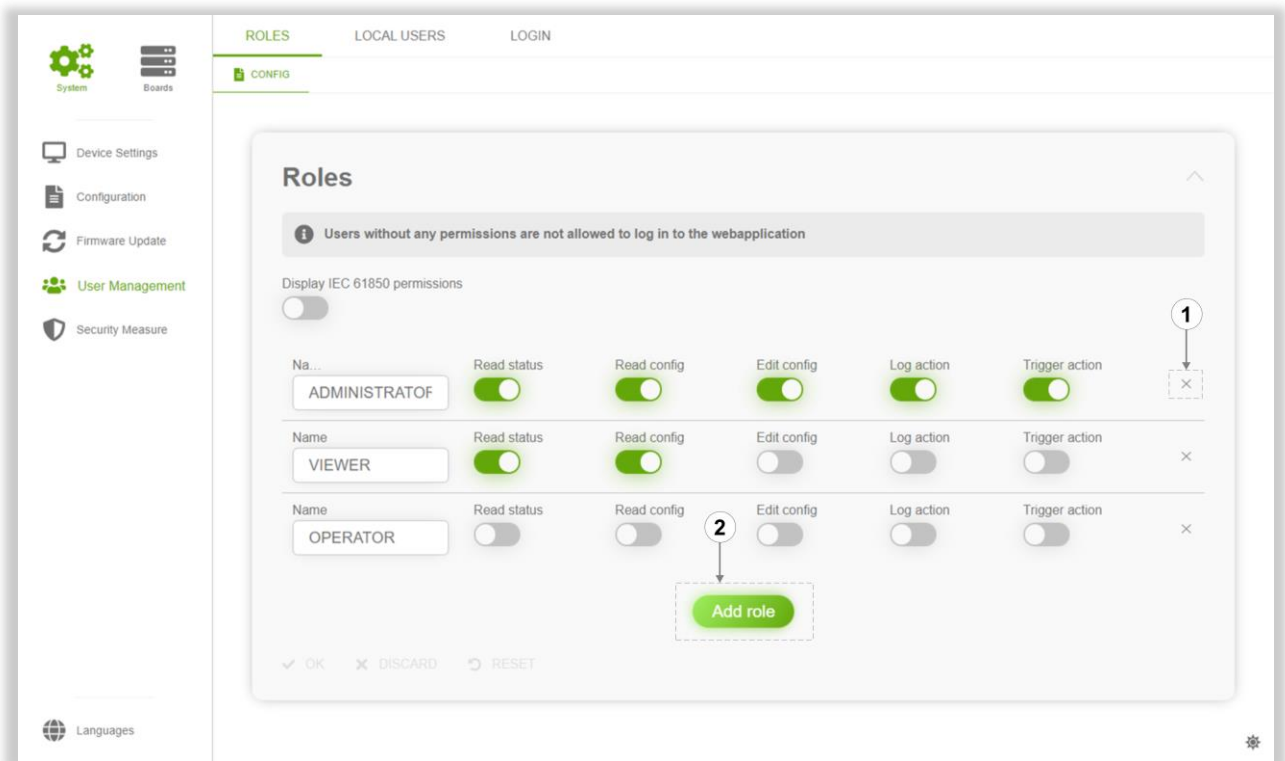 ROLES LOCAL USERS LOGIN
System Boards
CONFIG
Device Settings
Configuration
Firmware Update
User Management
Security Measure
Languages
Roles
Users without any permissions are not allowed to log in to the webapplication
Display IEC 61850 permissions
1
Na... Read status Read config Edit config Log action Trigger action
ADMINISTRATOR
Name Read status Read config Edit config Log action Trigger action
VIEWER
Name Read status Read config Edit config Log action Trigger action
OPERATOR
2
Add role
OK DISCARD RESET